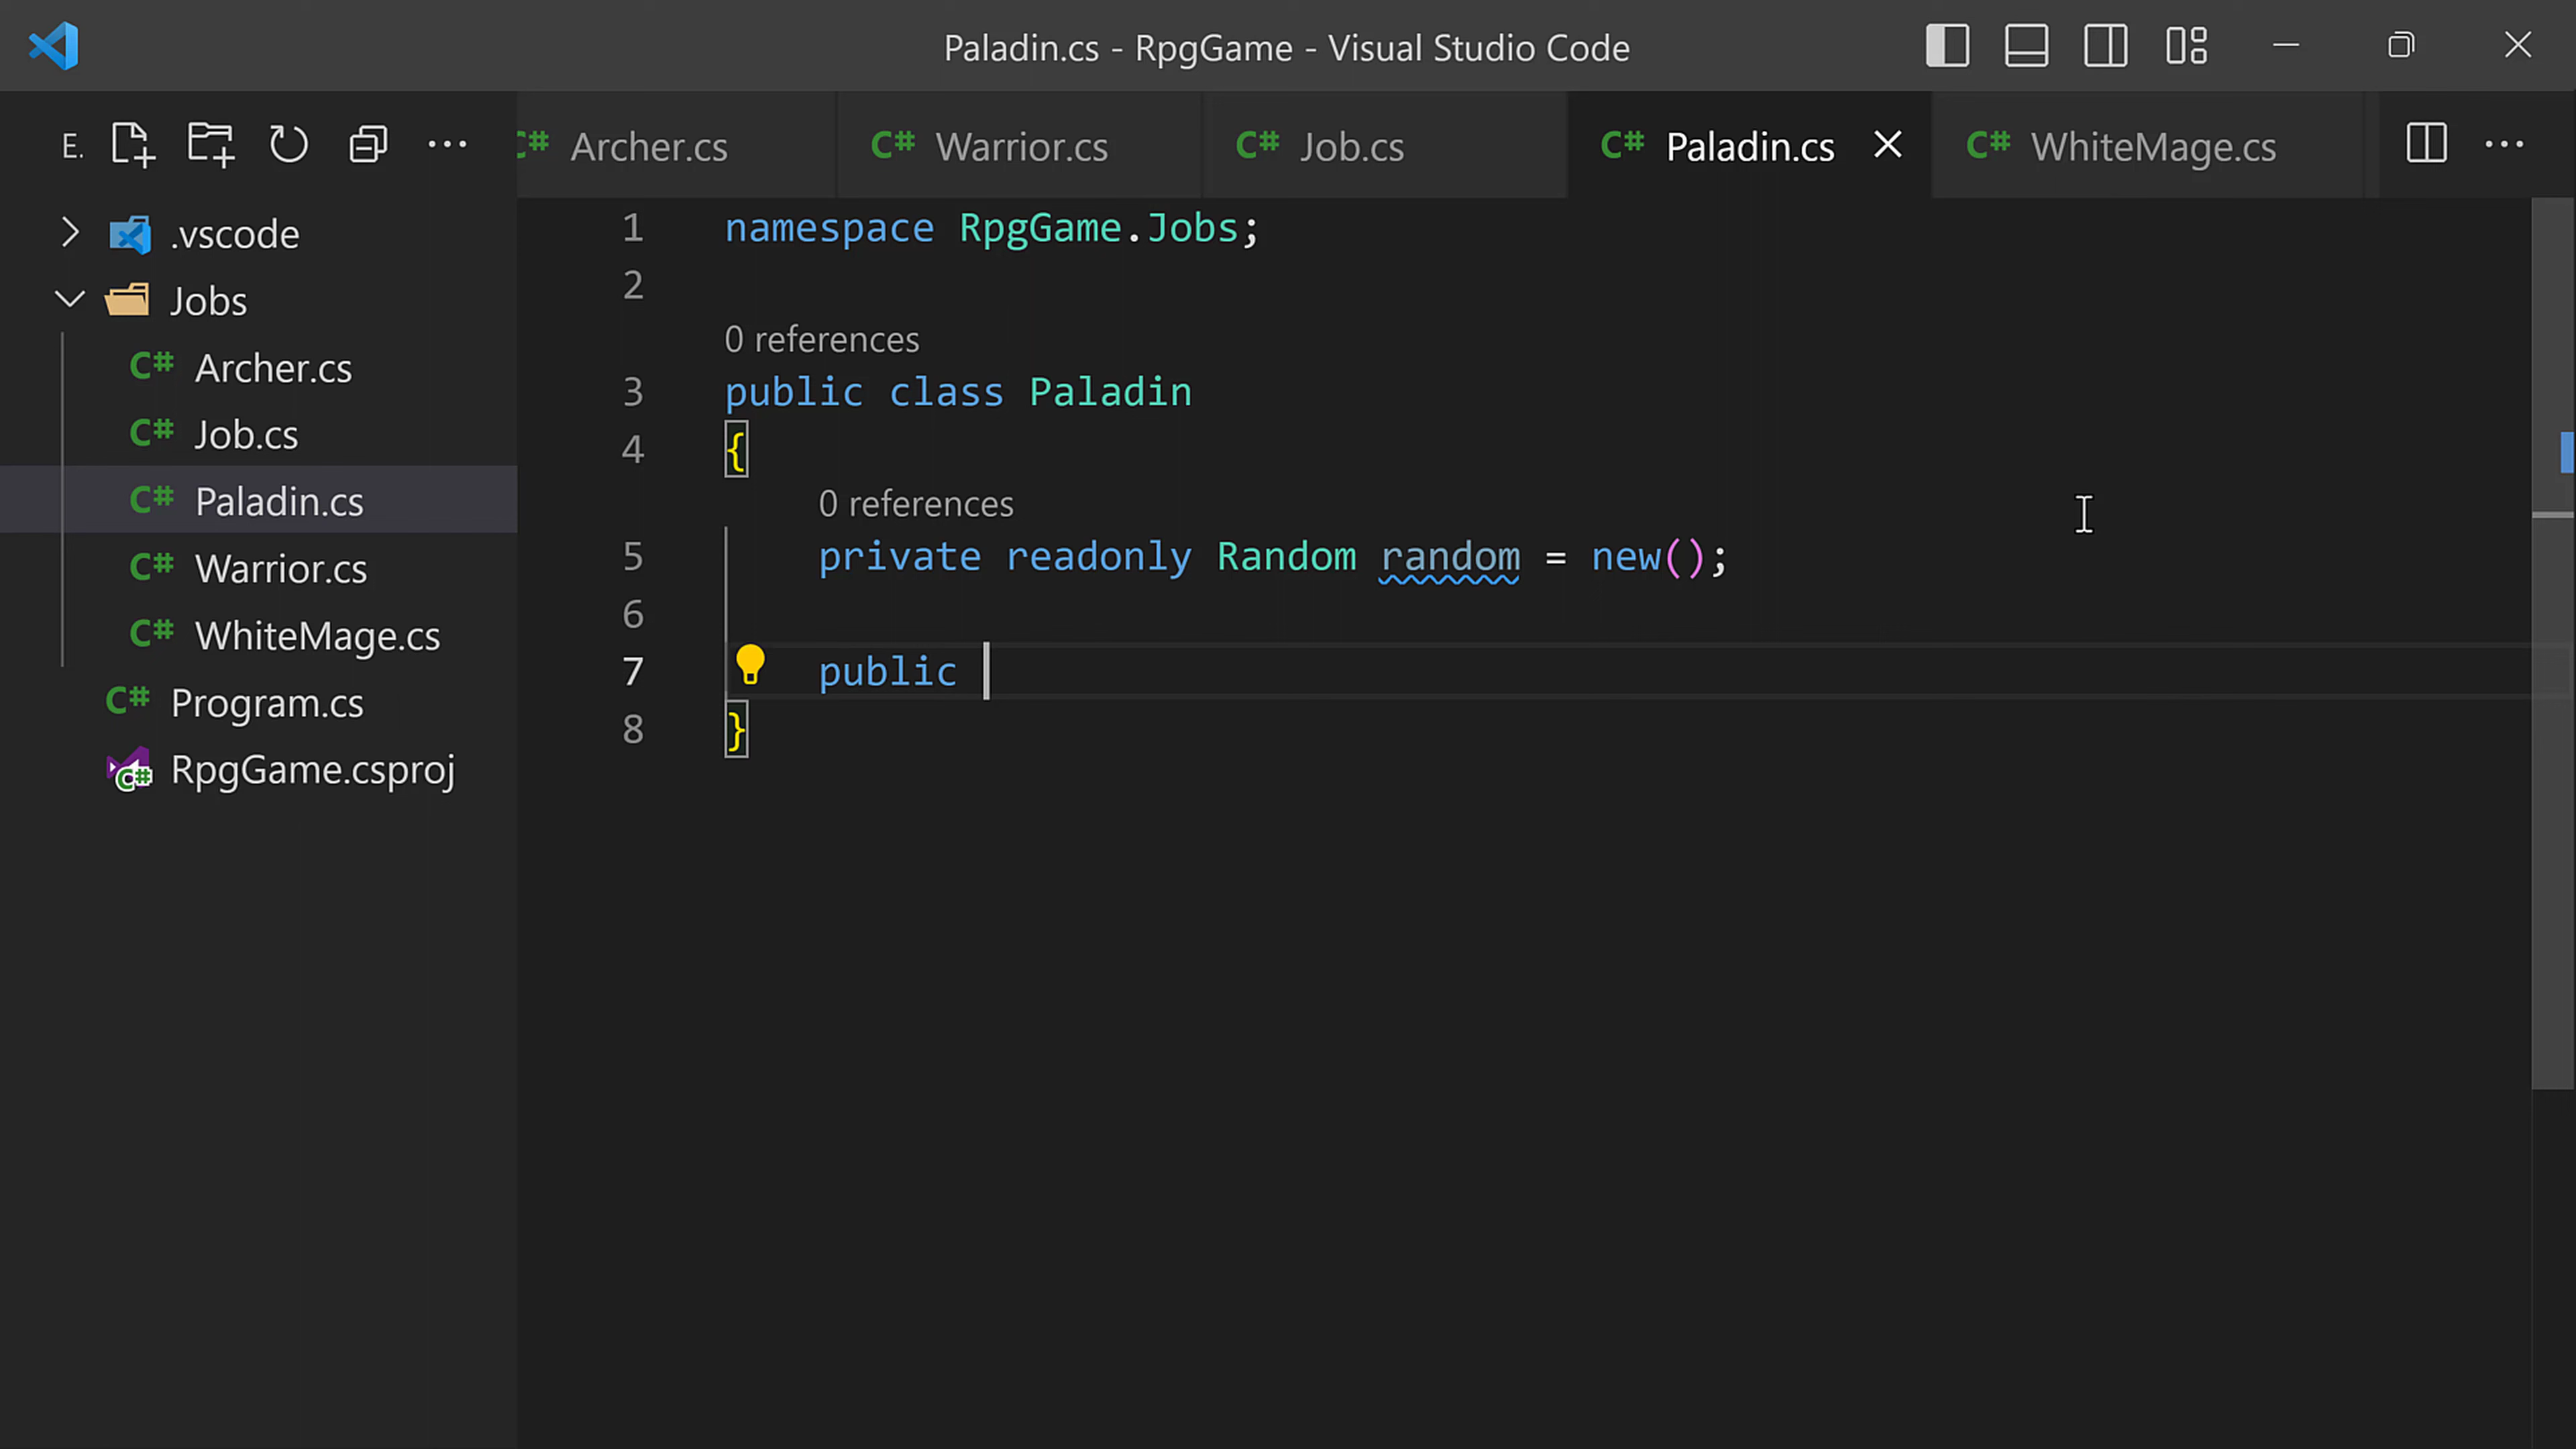 Paladin.cs - RpgGame - Visual Studio Code
E.
C# Archer.cs
C# Warrior.cs
C# Job.cs
C# Paladin.cs
C# WhiteMage.cs
.vscode
Jobs
C# Archer.cs
C# Job.cs
C# Paladin.cs
C# Warrior.cs
C# WhiteMage.cs
C# Program.cs
C# RpgGame.csproj
1 namespace RpgGame.Jobs;
2
0 references
3 public class Paladin
4 {
0 references
5 private readonly Random random = new();
6
7 public
8 }